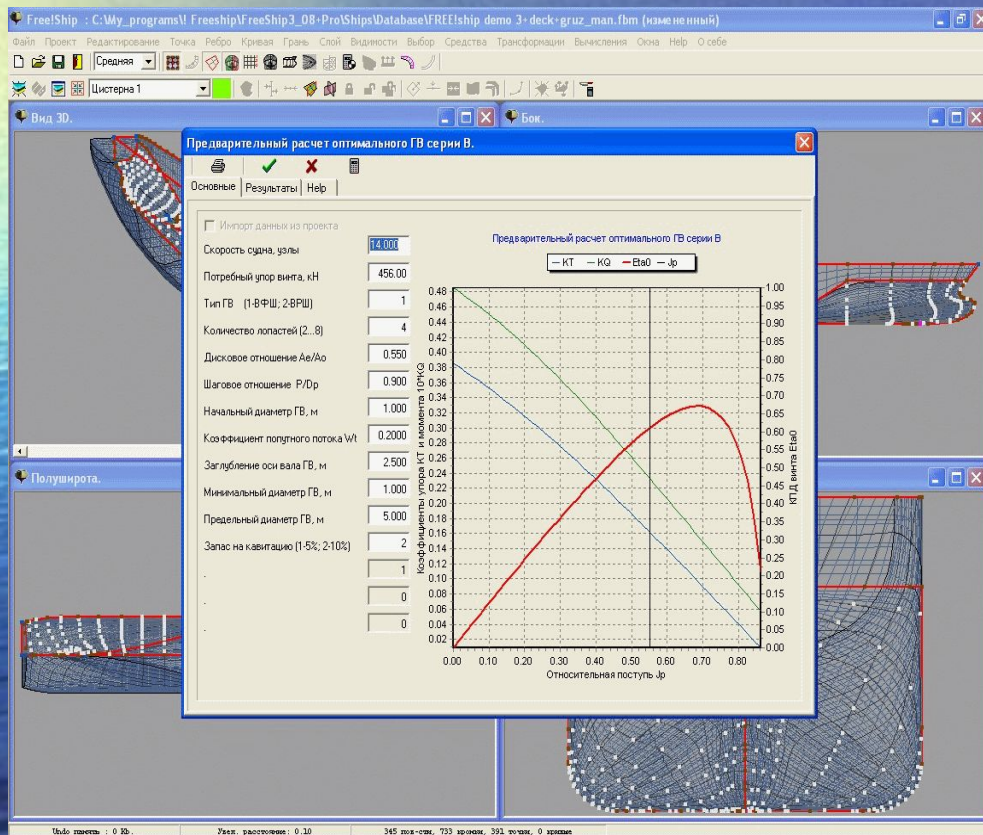 Free!Ship : C:\My_programs\! Freeship\FreeShip3_08+Pro\Ships\Database\FREE!ship demo 3+deck+gruz_man.fbm (измененный)
Файл Проект Редактирование Точка Ребро Кривая Грань Слой Видимости Выбор Средства Трансформации Вычисления Окна Help О себе
Средняя
Цистерна 1
Вид 3D.
Бок.
Предварительный расчет оптимального ГВ серии B.
Основные Результаты Help
Импорт данных из проекта
Скорость судна, узлы 14.000
Потребный упор винта, кН 456.00
Тип ГВ (1-ВФШ; 2-ВРШ) 1
Количество лопастей (2...8) 4
Дисковое отношение Ae/Ao 0.550
Шаговое отношение P/Dp 0.900
Начальный диаметр ГВ, м 1.000
Коэффициент попутного потока Wt 0.2000
Заглубление оси вала ГВ, м 2.500
Минимальный диаметр ГВ, м 1.000
Предельный диаметр ГВ, м 5.000
Запас на кавитацию (1-5%; 2-10%) 2
. 1
. 0
. 0
Предварительный расчет оптимального ГВ серии B
KT KQ Eta0 Jp
Коэффициенты упора KT и момента 10*KQ
0.48
0.46
0.44
0.42
0.40
0.38
0.36
0.34
0.32
0.30
0.28
0.26
0.24
0.22
0.20
0.18
0.16
0.14
0.12
0.10
0.08
0.06
0.04
0.02
1.00
0.95
0.90
0.85
0.80
0.75
0.70
0.65
0.60
0.55
0.50
0.45
0.40
0.35
0.30
0.25
0.20
0.15
0.10
0.05
0.00
КПД винта Eta0
0.00 0.10 0.20 0.30 0.40 0.50 0.60 0.70 0.80
Относительная поступь Jp
Полуширота.
Undo память : 0 Kb.
Увел. расстояние: 0.10
345 пов-сти, 733 кромки, 391 точки, 0 кривые